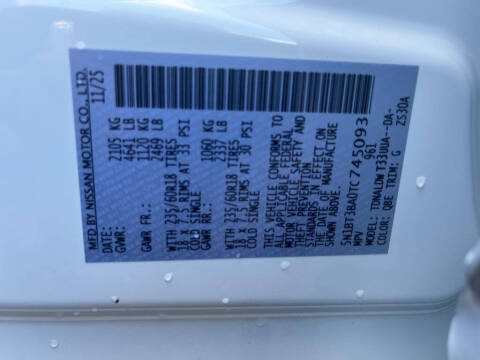 MFD BY NISSAN MOTOR CO., LTD.
11/25
GVWR: 2105 KG
4641 LB
GAWR FR.: 1120 KG
2469 LB
WITH 235/60R18 TIRES
18 X 7.5 RIMS AT 33 PSI
COLD SINGLE
GAWR RR.: 1060 KG
2337 LB
WITH 235/60R18 TIRES
18 X 7.5 RIMS AT 30 PSI
COLD SINGLE
THIS VEHICLE CONFORMS TO
ALL APPLICABLE FEDERAL
MOTOR VEHICLE SAFETY AND
THEFT PREVENTION
STANDARDS IN EFFECT ON
THE DATE OF MANUFACTURE
SHOWN ABOVE.
5N1BT3BA0TC745093
MPV 961
MODEL: TDNALDW T33UUA--DA-
COLOR: QBE TRIM: G ZS30A